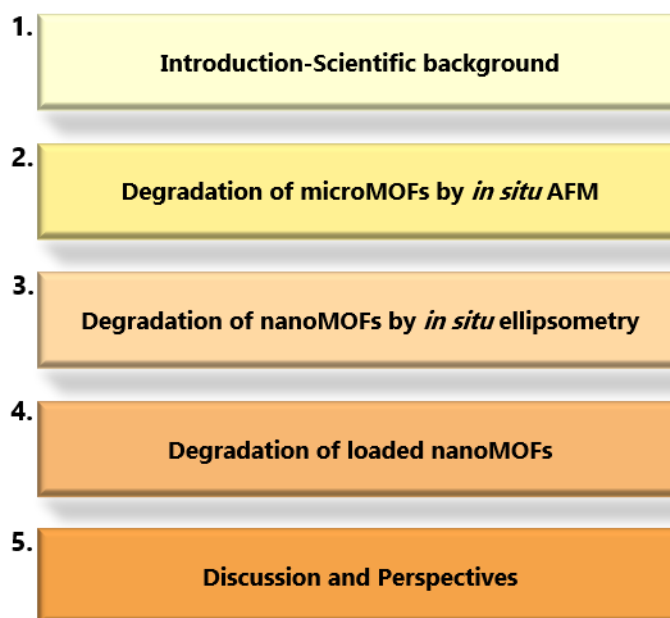 1. Introduction-Scientific background
2. Degradation of microMOFs by in situ AFM
3. Degradation of nanoMOFs by in situ ellipsometry
4. Degradation of loaded nanoMOFs
5. Discussion and Perspectives